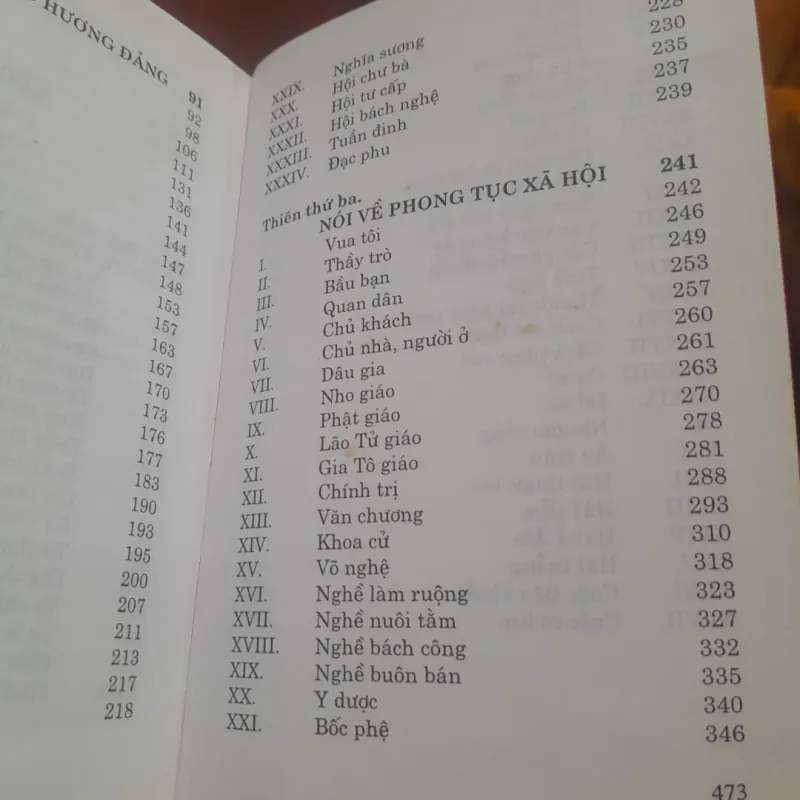 HƯƠNG ĐẢNG 91
92
98
106
111
131
136
141
144
147
148
153
157
163
167
170
173
176
177
183
190
193
195
200
207
211
213
217
218
XXIX. Nghĩa sương
XXX. Hội chư bà 228
XXXI. Hội tư cấp 230
XXXII. Hội bách nghệ 235
XXXIII. Tuần đinh 237
XXXIV. Đạc phu 239
Thiên thứ ba.
NÓI VỀ PHONG TỤC XÃ HỘI 241
I. Vua tôi 242
II. Thầy trò 246
III. Bầu bạn 249
IV. Quan dân 253
V. Chủ khách 257
VI. Chủ nhà, người ở 260
VII. Dâu gia 261
VIII. Nho giáo 263
IX. Phật giáo 270
X. Lão Tử giáo 278
XI. Gia Tô giáo 281
XII. Chính trị 288
XIII. Văn chương 293
XIV. Khoa cử 310
XV. Võ nghệ 318
XVI. Nghề làm ruộng 323
XVII. Nghề nuôi tằm 327
XVIII. Nghề bách công 332
XIX. Nghề buôn bán 335
XX. Y dược 340
XXI. Bốc phệ 346
473